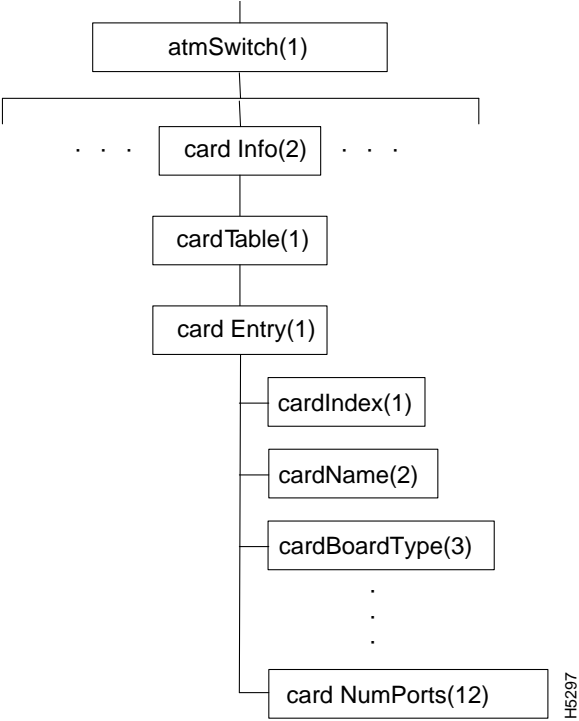 atmSwitch(1)
. . . card Info(2) . . .
cardTable(1)
card Entry(1)
cardIndex(1)
cardName(2)
cardBoardType(3)
.
.
.
card NumPorts(12)
H5297